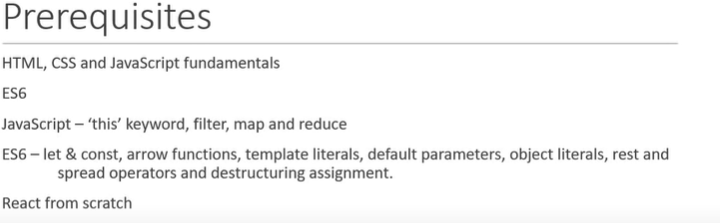 Prerequisites
HTML, CSS and JavaScript fundamentals
ES6
JavaScript – ‘this’ keyword, filter, map and reduce
ES6 – let & const, arrow functions, template literals, default parameters, object literals, rest and
spread operators and destructuring assignment.
React from scratch